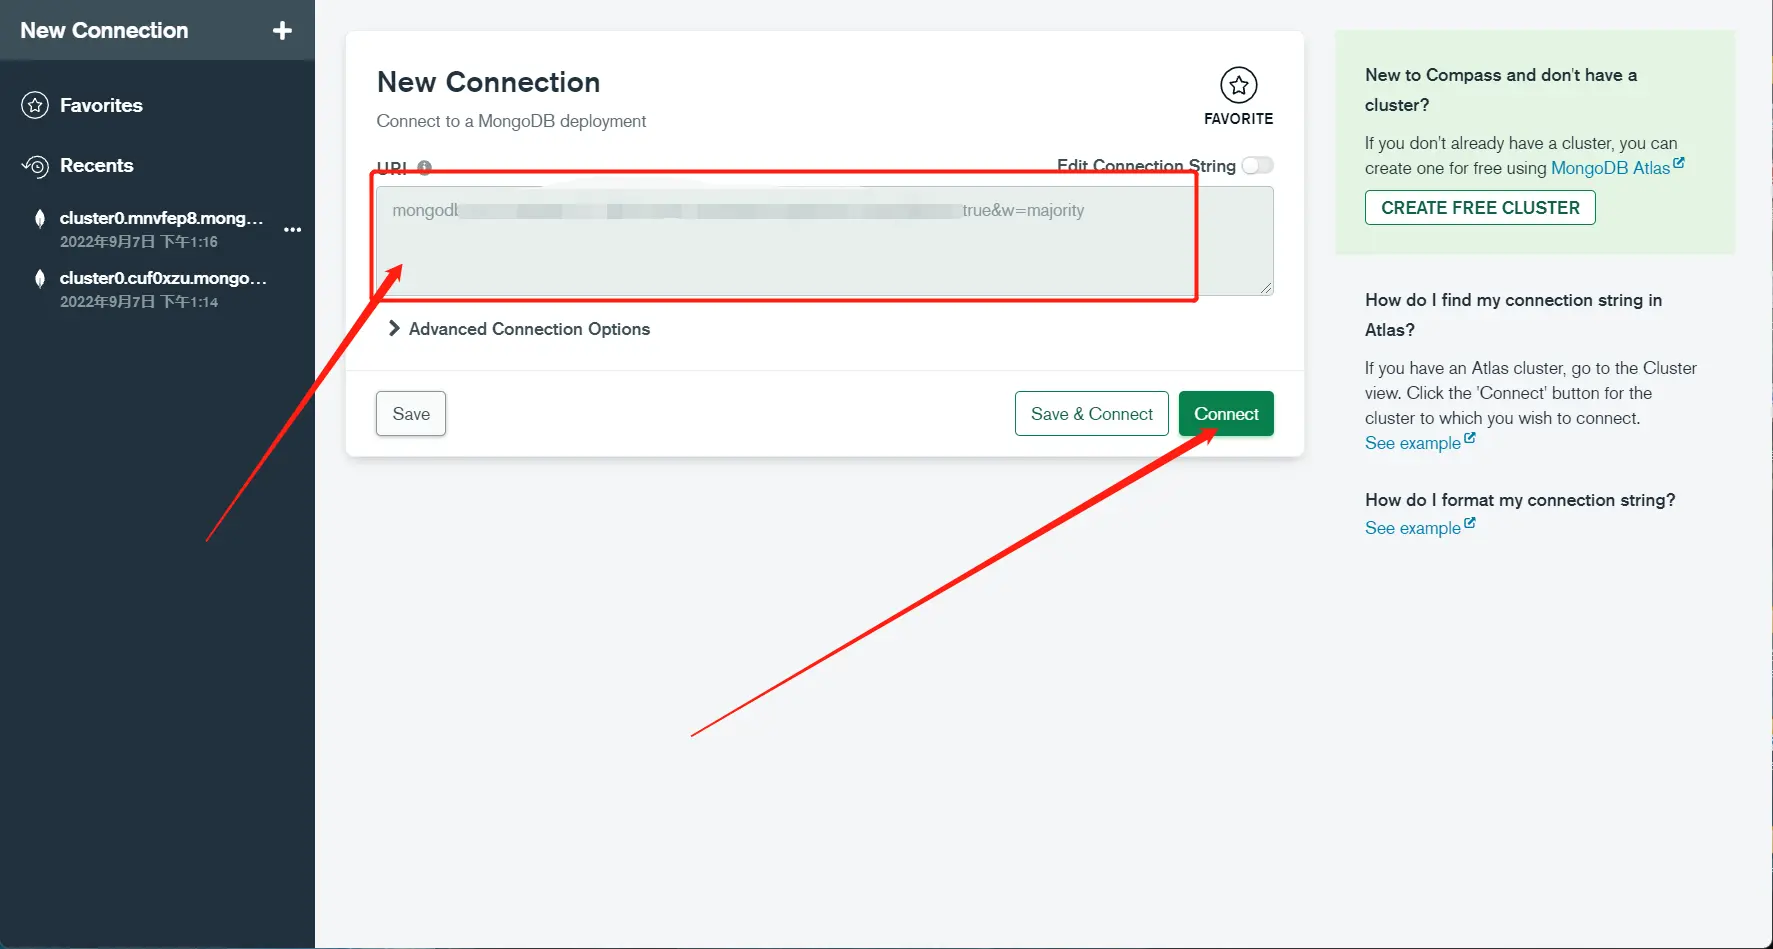 New Connection
Favorites
Recents
cluster0.mnvfep8.mong...
2022年9月7日 下午1:16
cluster0.cuf0xzu.mongo...
2022年9月7日 下午1:14
New Connection
Connect to a MongoDB deployment
FAVORITE
URI
Edit Connection String
mongodb
true&w=majority
Advanced Connection Options
Save
Save & Connect
Connect
New to Compass and don't have a
cluster?
If you don't already have a cluster, you can
create one for free using MongoDB Atlas
CREATE FREE CLUSTER
How do I find my connection string in
Atlas?
If you have an Atlas cluster, go to the Cluster
view. Click the 'Connect' button for the
cluster to which you wish to connect.
See example
How do I format my connection string?
See example